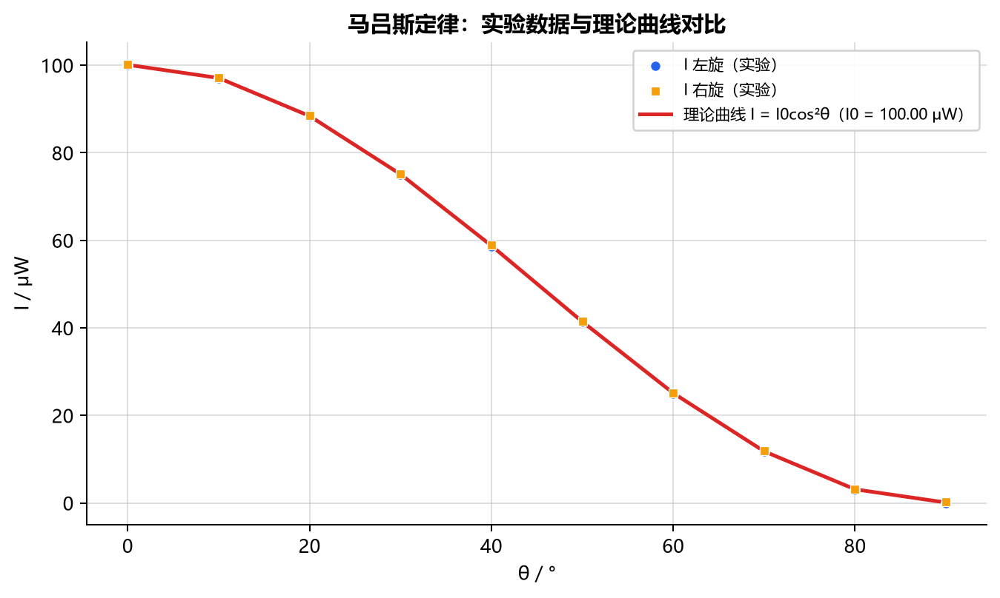 马吕斯定律：实验数据与理论曲线对比
I 左旋（实验）
I 右旋（实验）
理论曲线 I = I0cos²θ（I0 = 100.00 μW）
I / μW
100
80
60
40
20
0
0 20 40 60 80
θ / °